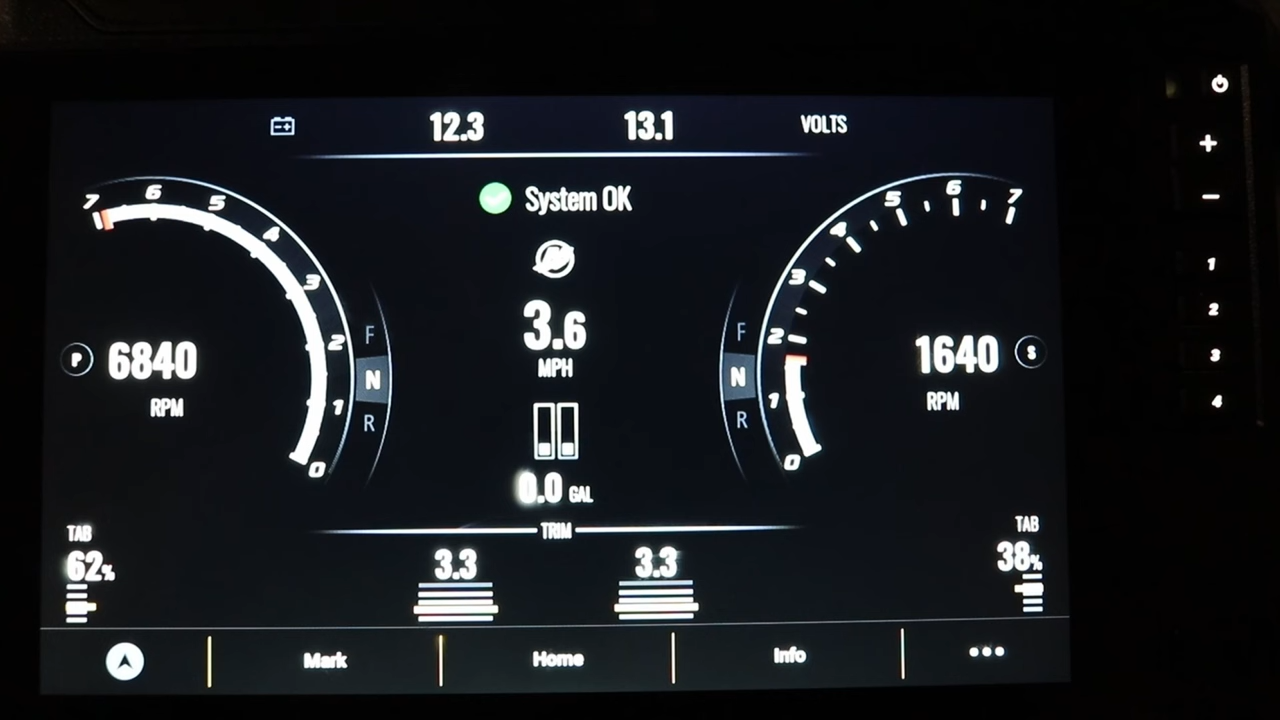 12.3 13.1 VOLTS
System OK
7 6 5 4 3 2 1 0
0 1 2 3 4 5 6 7
F
N
R
F
N
R
P 6840
RPM
3.6
MPH
1640 S
RPM
0.0 GAL
TRIM
TAB
62%
3.3
3.3
TAB
38%
Mark Home Info
+
-
1
2
3
4